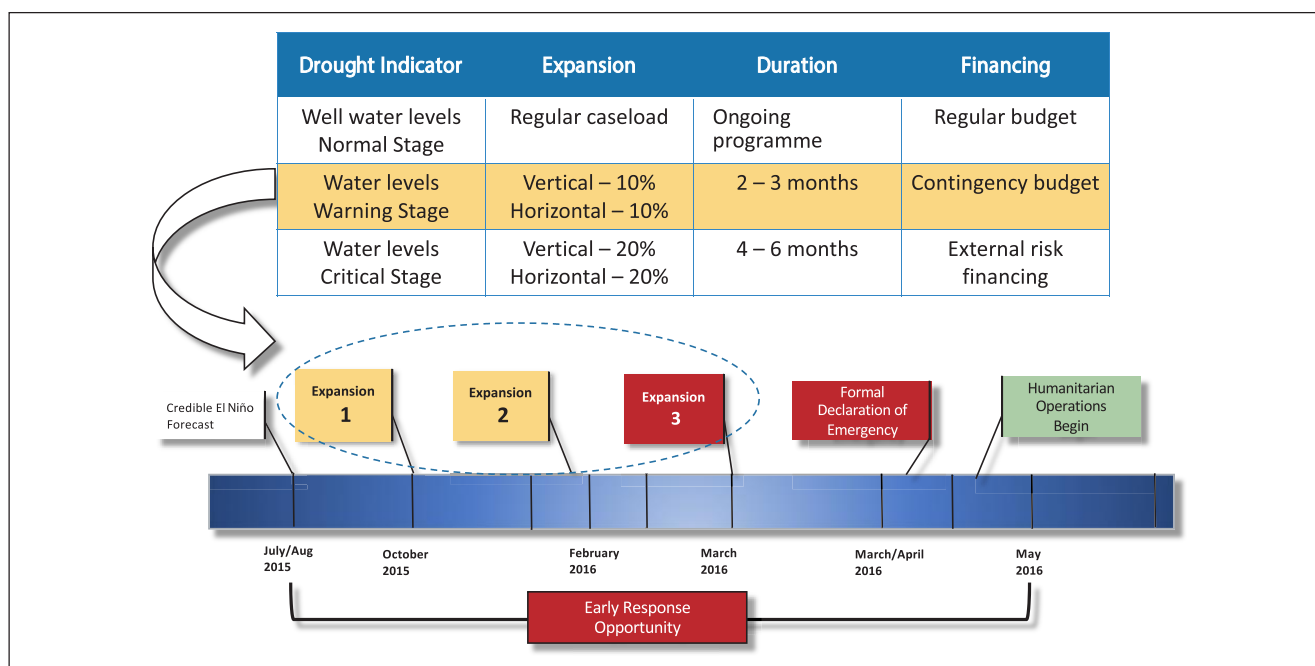 Drought Indicator Expansion Duration Financing
Well water levels Regular caseload Ongoing Regular budget
Normal Stage programme
Water levels Vertical – 10% 2 – 3 months Contingency budget
Warning Stage Horizontal – 10%
Water levels Vertical – 20% 4 – 6 months External risk
Critical Stage Horizontal – 20% financing
Credible El Niño
Forecast
Expansion
1
Expansion
2
Expansion
3
Formal
Declaration of
Emergency
Humanitarian
Operations
Begin
July/Aug
2015
October
2015
February
2016
March
2016
March/April
2016
May
2016
Early Response
Opportunity